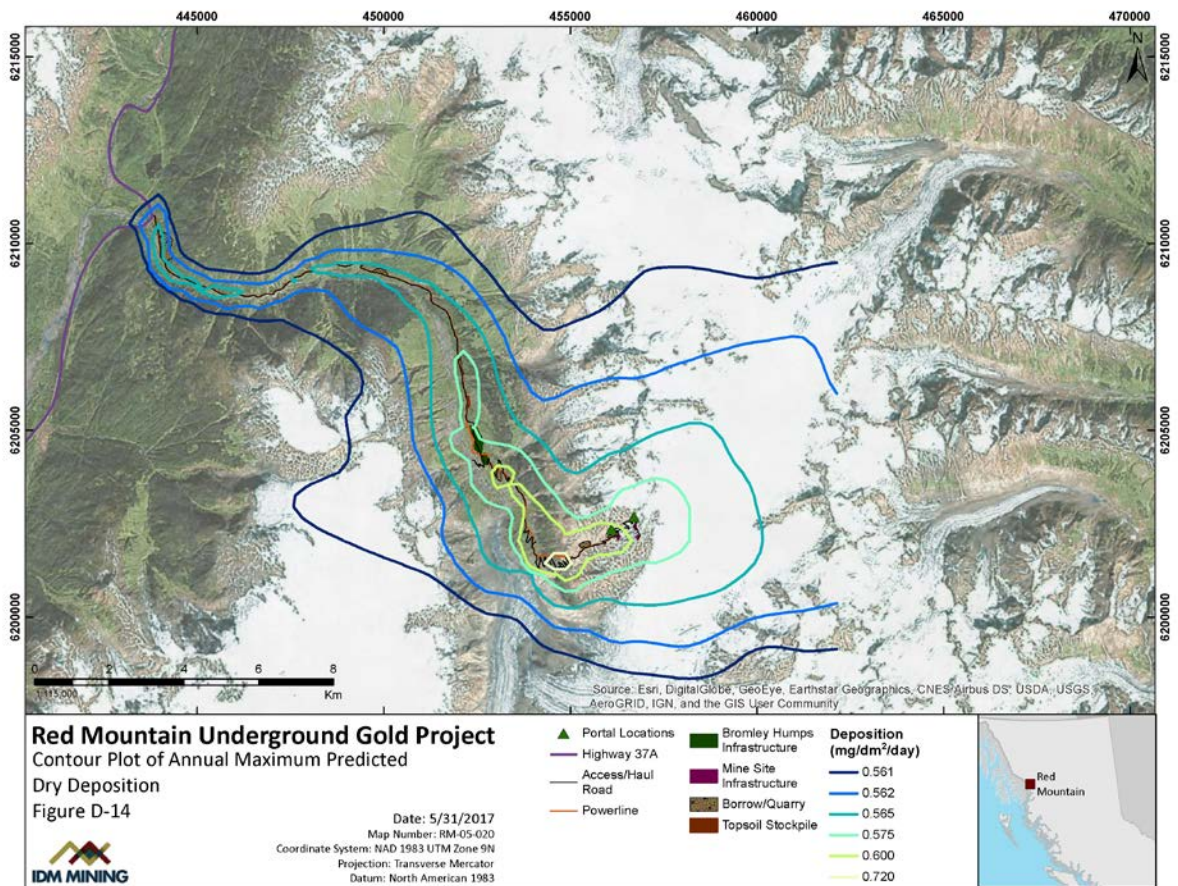 445000 450000 455000 460000 465000 470000
6215000 6215000
N
6210000 6210000
6205000 6205000
6200000 6200000
0 2 4 6 8
1:115,000 Km
Source: Esri, DigitalGlobe, GeoEye, Earthstar Geographics, CNES/Airbus DS, USDA, USGS,
AeroGRID, IGN, and the GIS User Community
Red Mountain Underground Gold Project
Contour Plot of Annual Maximum Predicted
Dry Deposition
Figure D-14
Date: 5/31/2017
Map Number: RM-05-020
Coordinate System: NAD 1983 UTM Zone 9N
Projection: Transverse Mercator
Datum: North American 1983
IDM MINING
Portal Locations
Highway 37A
Access/Haul
Road
Powerline
Bromley Humps
Infrastructure
Mine Site
Infrastructure
Borrow/Quarry
Topsoil Stockpile
Deposition
(mg/dm²/day)
0.561
0.562
0.565
0.575
0.600
0.720
Red
Mountain